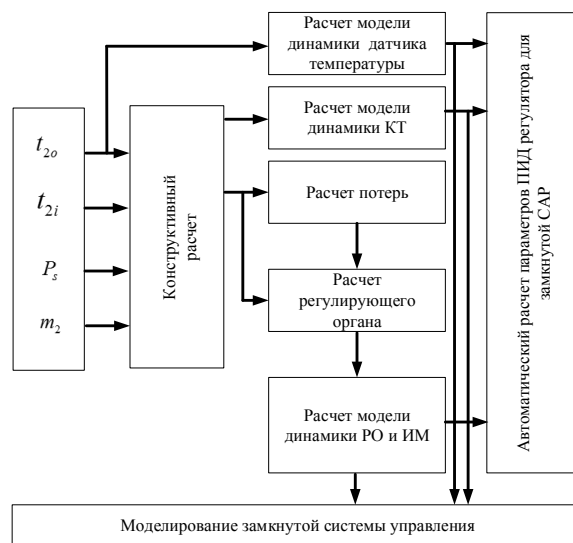 Расчет модели
динамики датчика
температуры
Расчет модели
динамики КТ
Расчет потерь
Расчет
регулирующего
органа
Расчет модели
динамики РО и ИМ
t₂ₒ
t₂ᵢ
Pₛ
m₂
Конструктивный
расчет
Автоматический расчет параметров ПИД регулятора для
замкнутой САР
Моделирование замкнутой системы управления